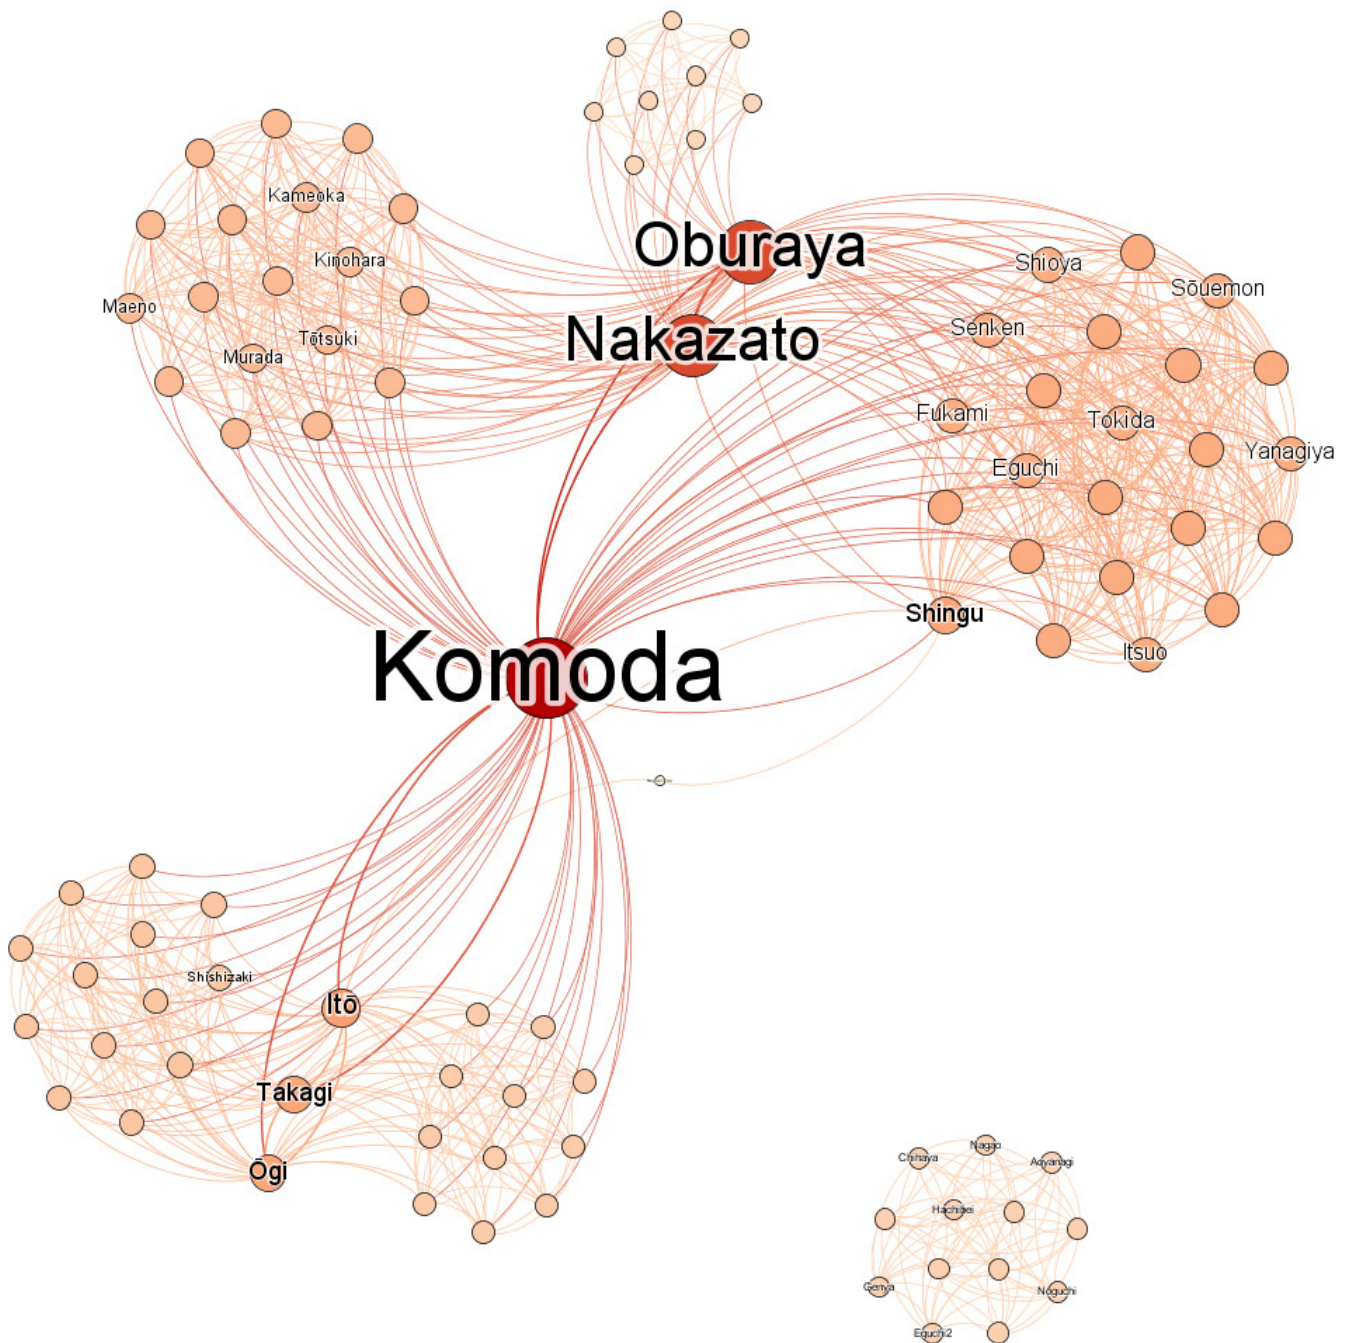 Oburaya
Kameoka
Shioya
Kinohara
Sōuemon
Maeno
Senken
Tōtsuki
Nakazato
Murada
Fukami
Tokida
Yanagiya
Eguchi
Shingu
Itsuo
Komoda
Shishizaki
Itō
Takagi
Ōgi
Nagao
Chihaya
Aoyanagi
Hachibei
Genya
Noguchi
Eguchi2